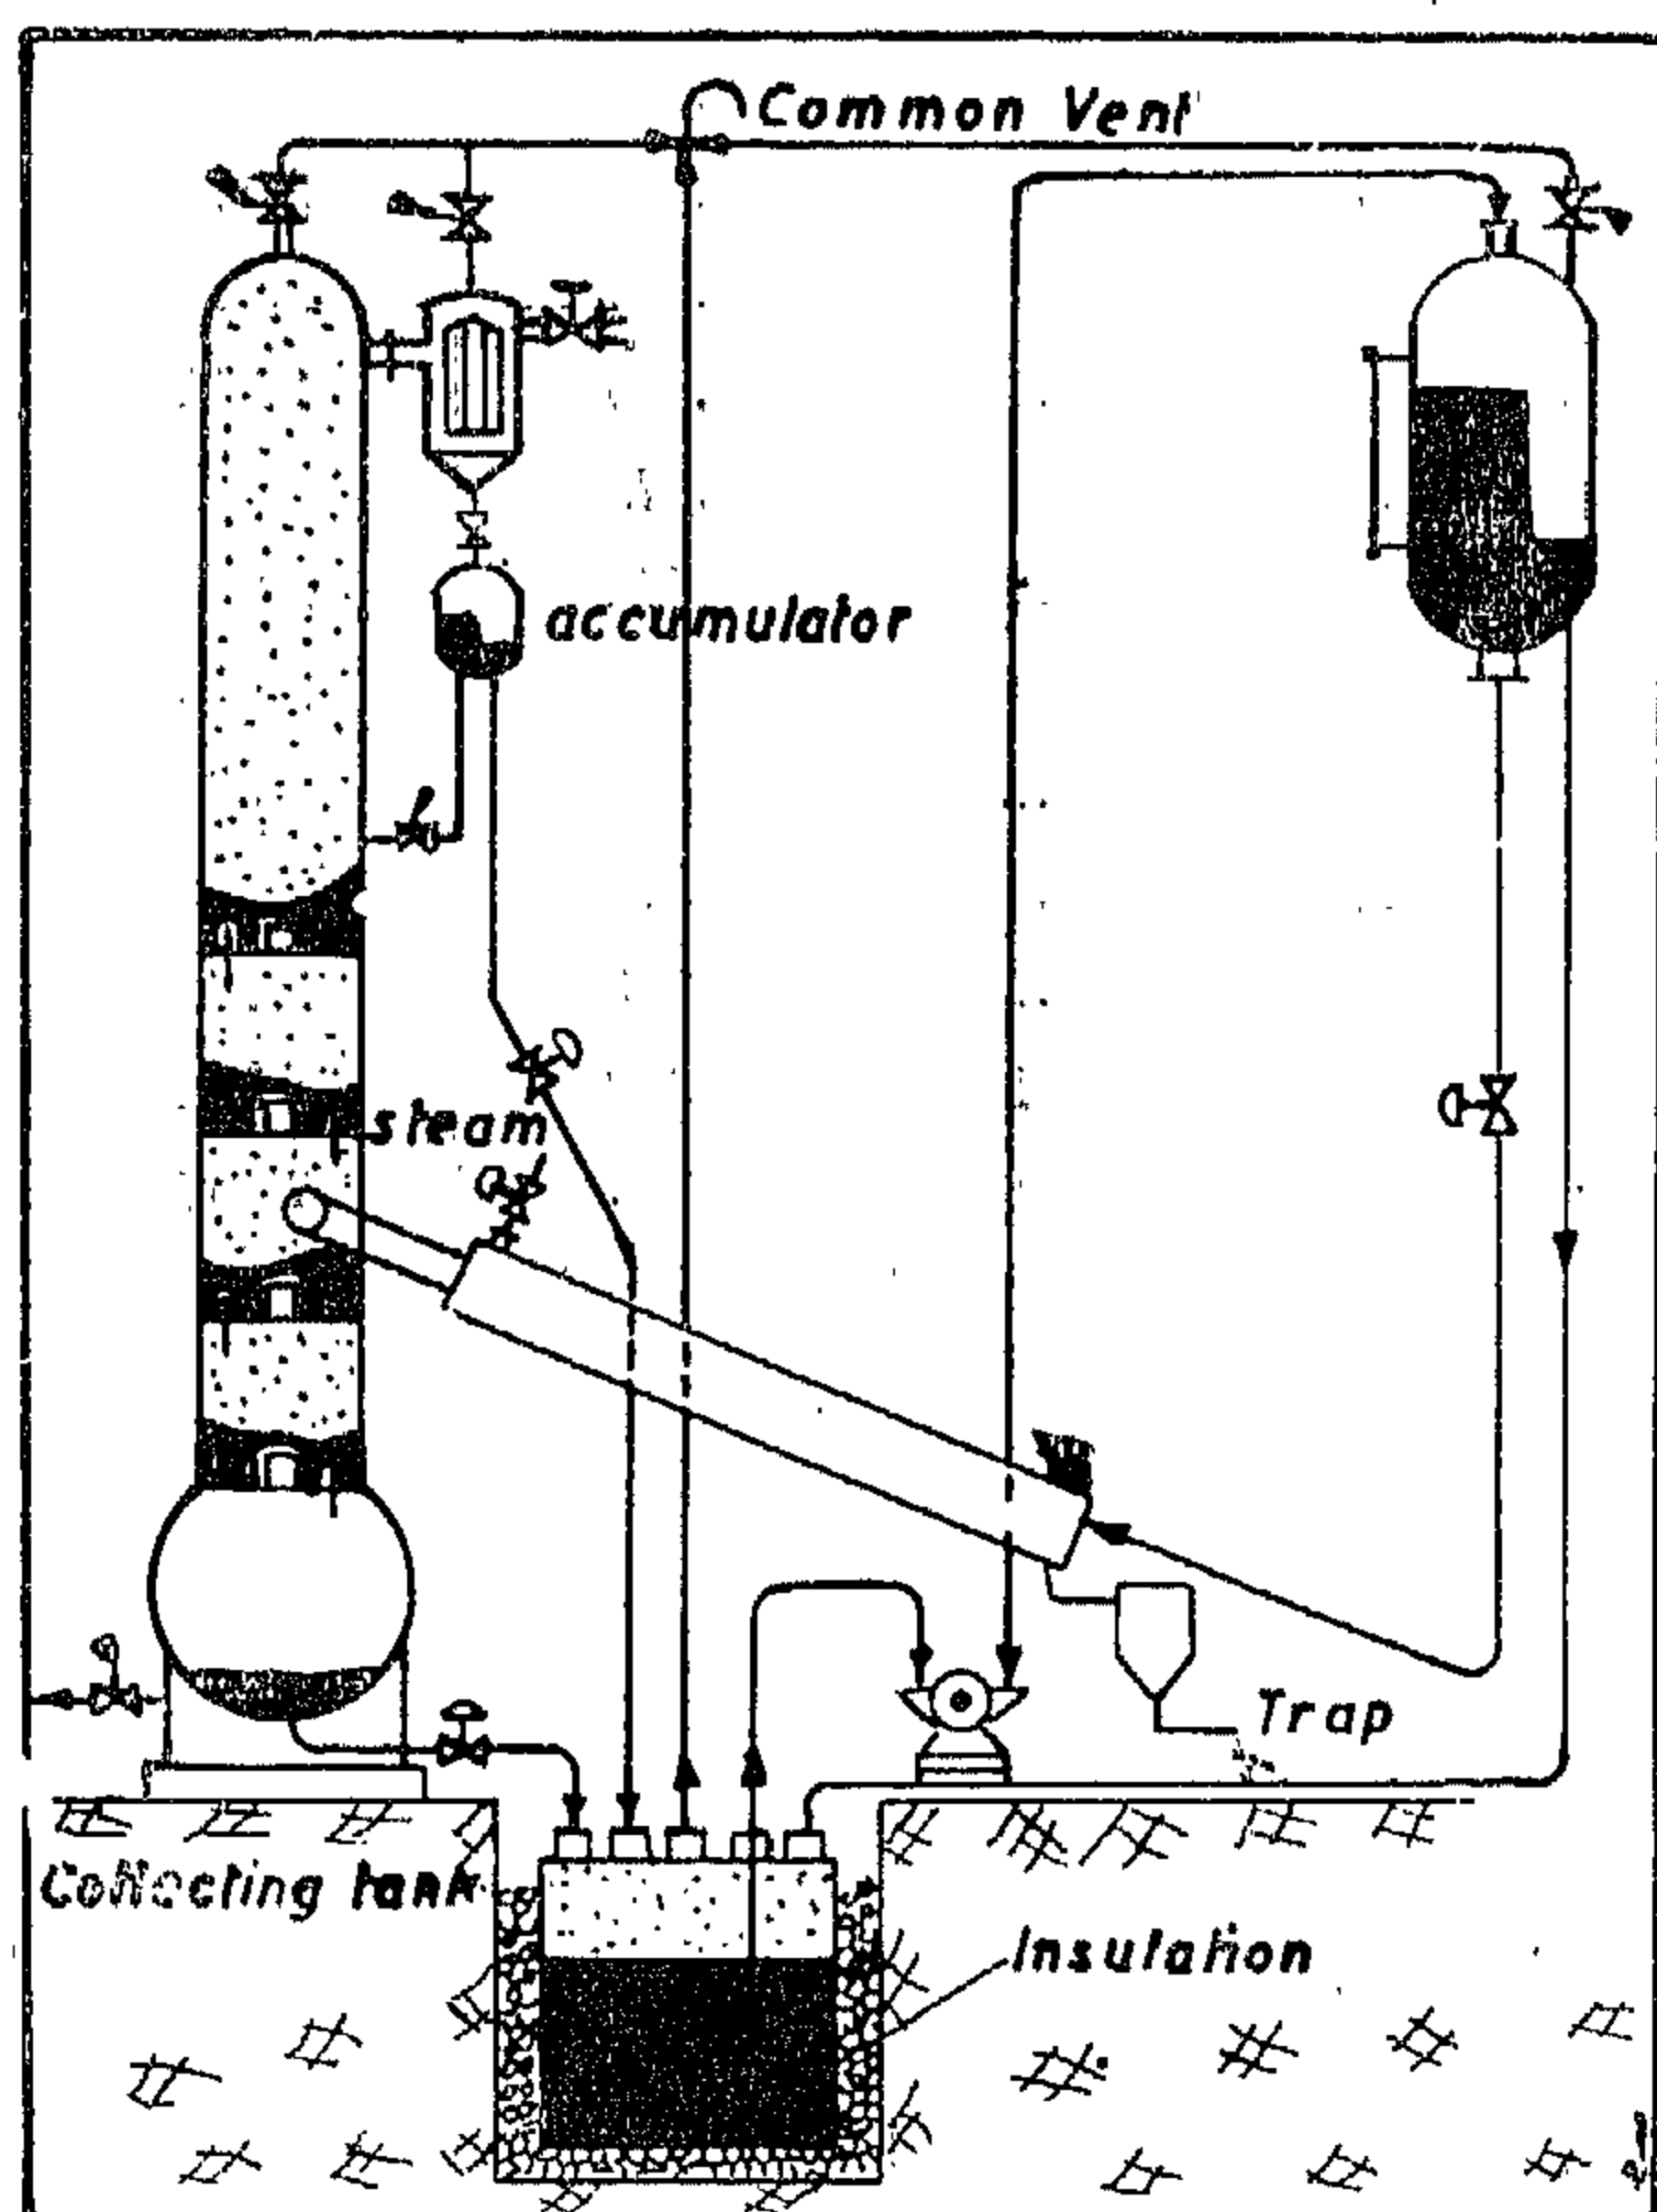 Common Vent
accumulator
steam
Trap
Collecting tank
Insulation